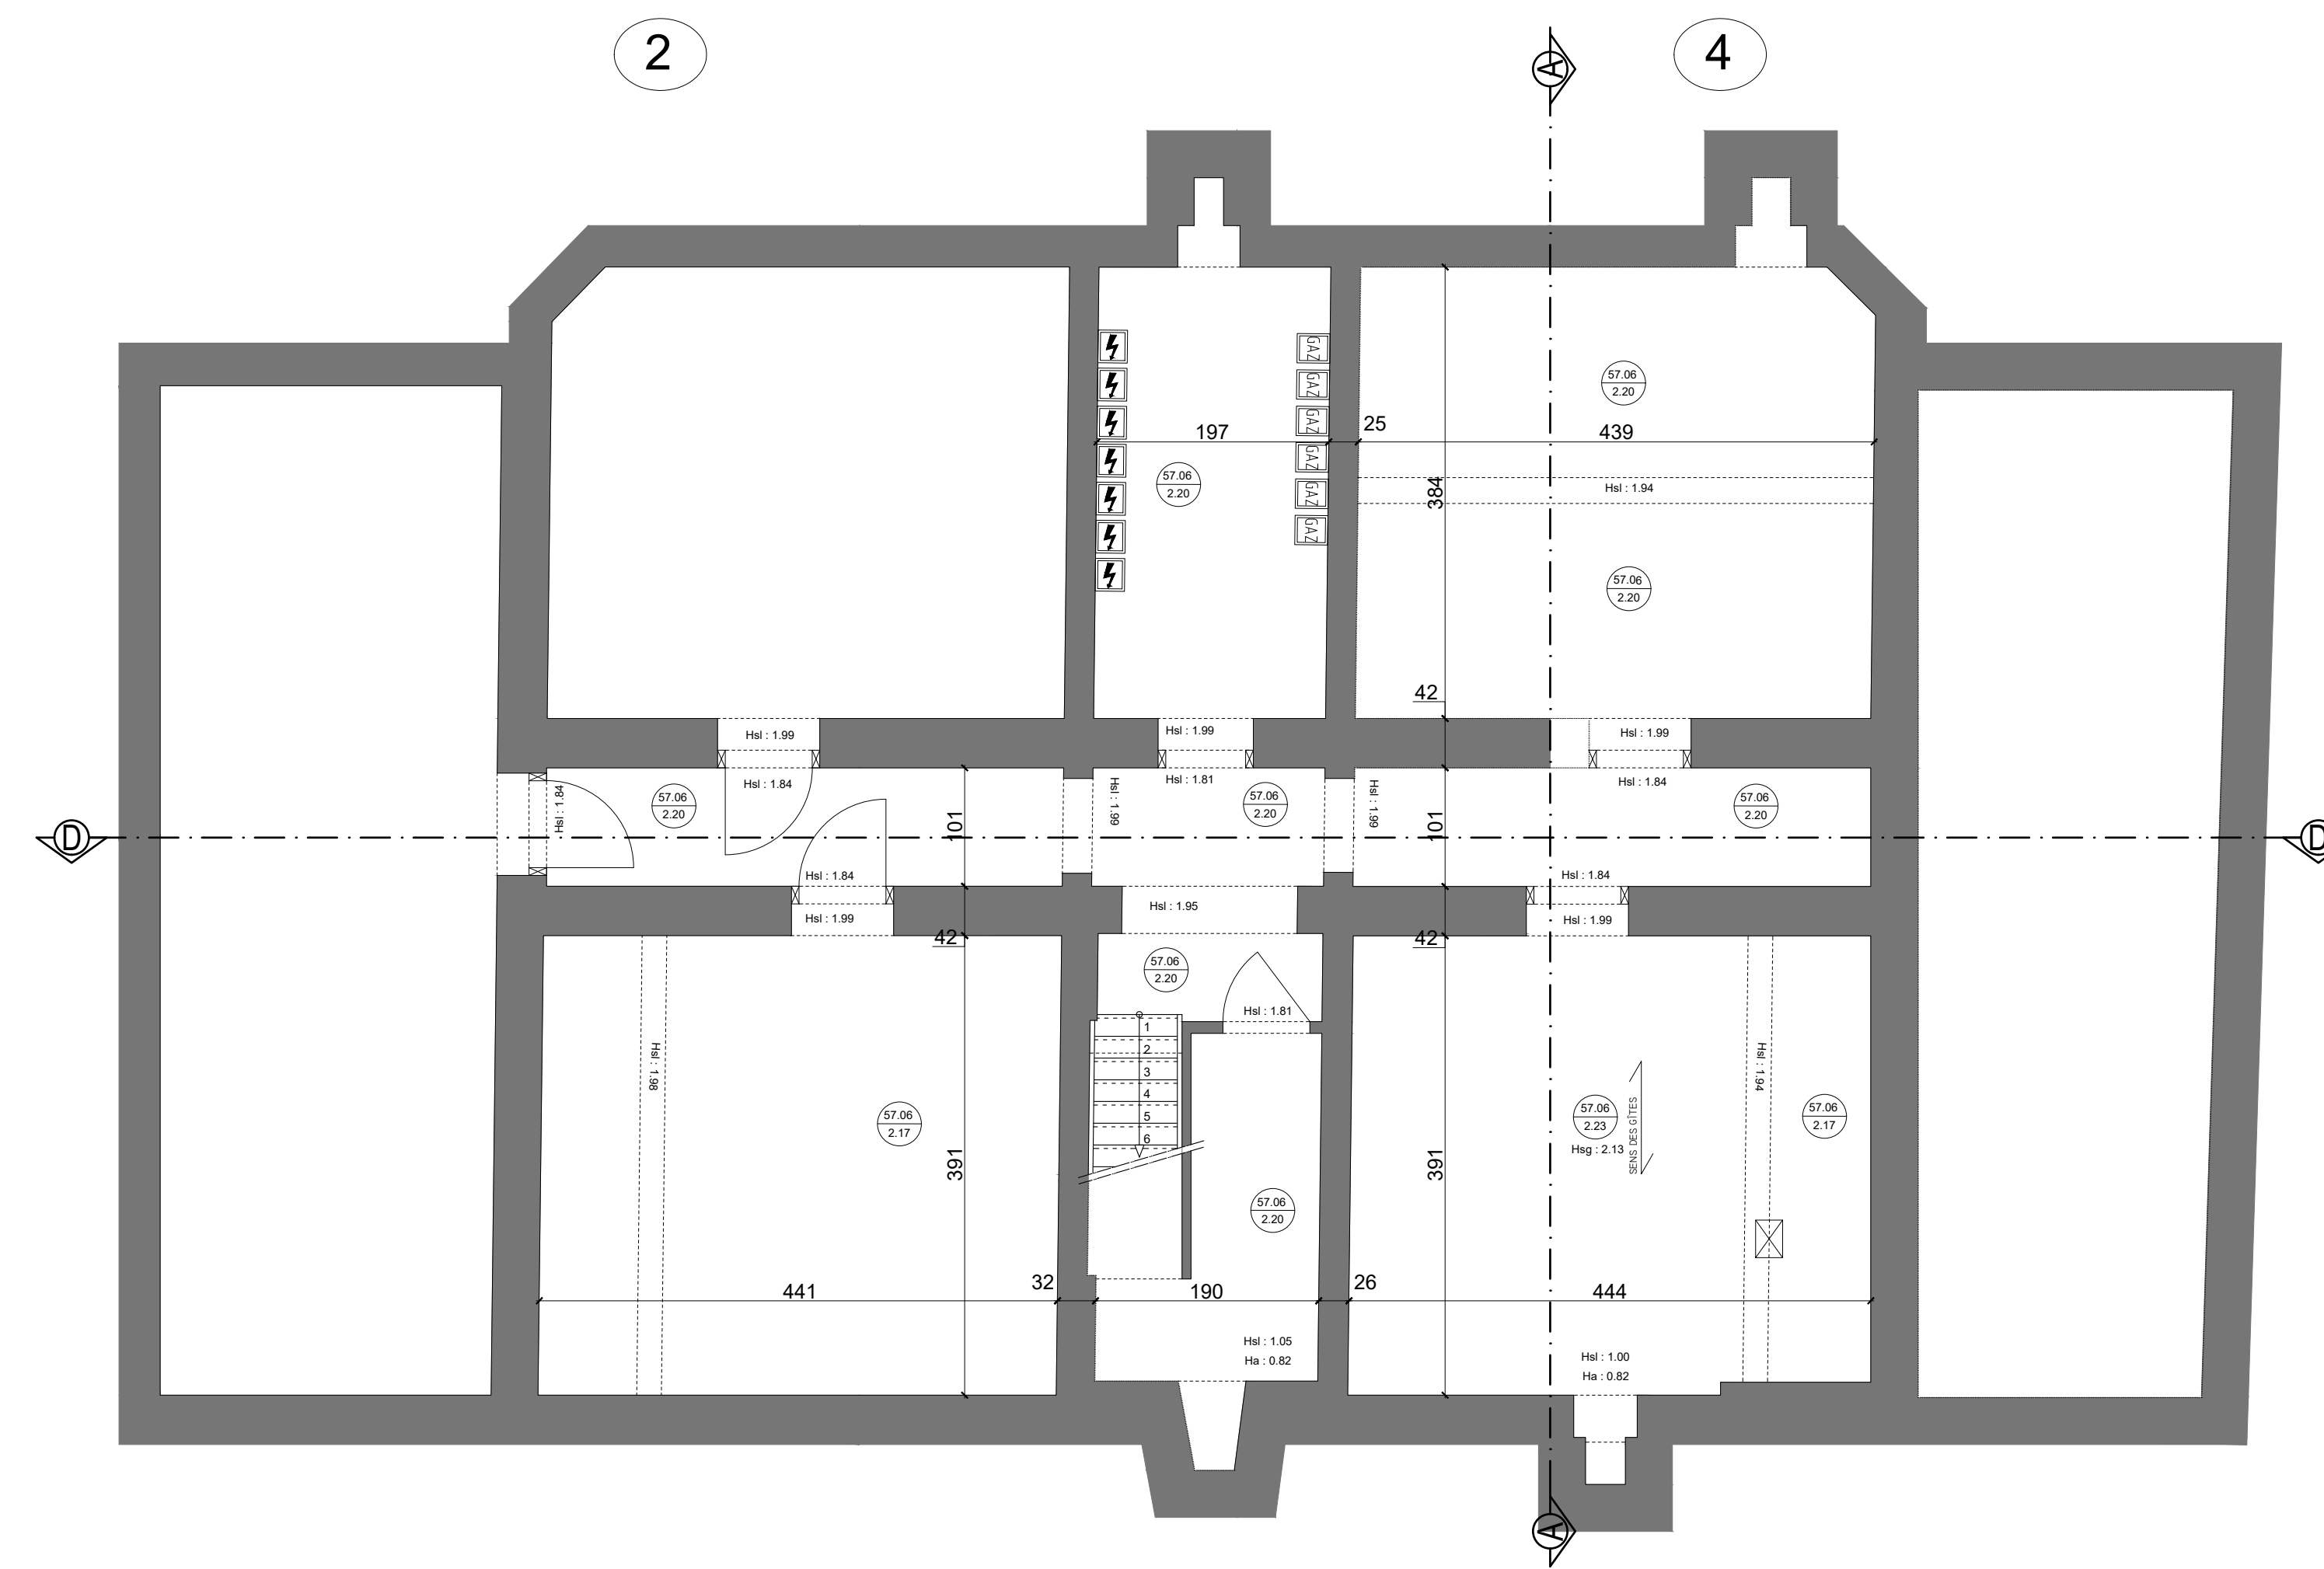 2
4
A
GAZ
GAZ
GAZ
GAZ
GAZ
GAZ
57.06
2.20
25
197
439
57.06
2.20
384
Hsl : 1.94
57.06
2.20
42
Hsl : 1.99
Hsl : 1.99
Hsl : 1.99
Hsl : 1.84
Hsl : 1.81
Hsl : 1.84
Hsl : 1.84
57.06
2.20
Hsl : 1.99
57.06
2.20
Hsl : 1.99
57.06
2.20
101
101
D
D
Hsl : 1.84
Hsl : 1.84
Hsl : 1.99
Hsl : 1.95
Hsl : 1.99
42
42
57.06
2.20
Hsl : 1.81
1
2
3
4
5
6
Hsl : 1.98
Hsl : 1.94
57.06
2.17
57.06
2.23
Hsg : 2.13
SENS DES GÎTES
57.06
2.17
391
391
57.06
2.20
441
32
190
26
444
Hsl : 1.05
Ha : 0.82
Hsl : 1.00
Ha : 0.82
A